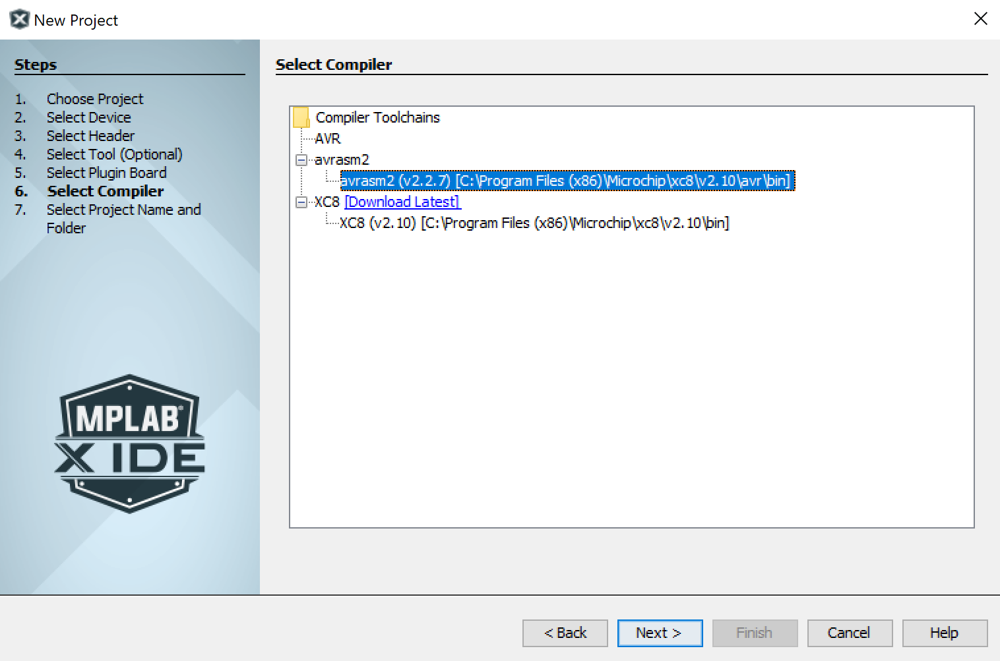 New Project
Steps
1. Choose Project
2. Select Device
3. Select Header
4. Select Tool (Optional)
5. Select Plugin Board
6. Select Compiler
7. Select Project Name and
Folder
MPLAB®
X IDE
Select Compiler
Compiler Toolchains
AVR
avrasm2
avrasm2 (v2.2.7) [C:\Program Files (x86)\Microchip\xc8\v2.10\avr\bin]
XC8 [Download Latest]
XC8 (v2.10) [C:\Program Files (x86)\Microchip\xc8\v2.10\bin]
< Back Next > Finish Cancel Help